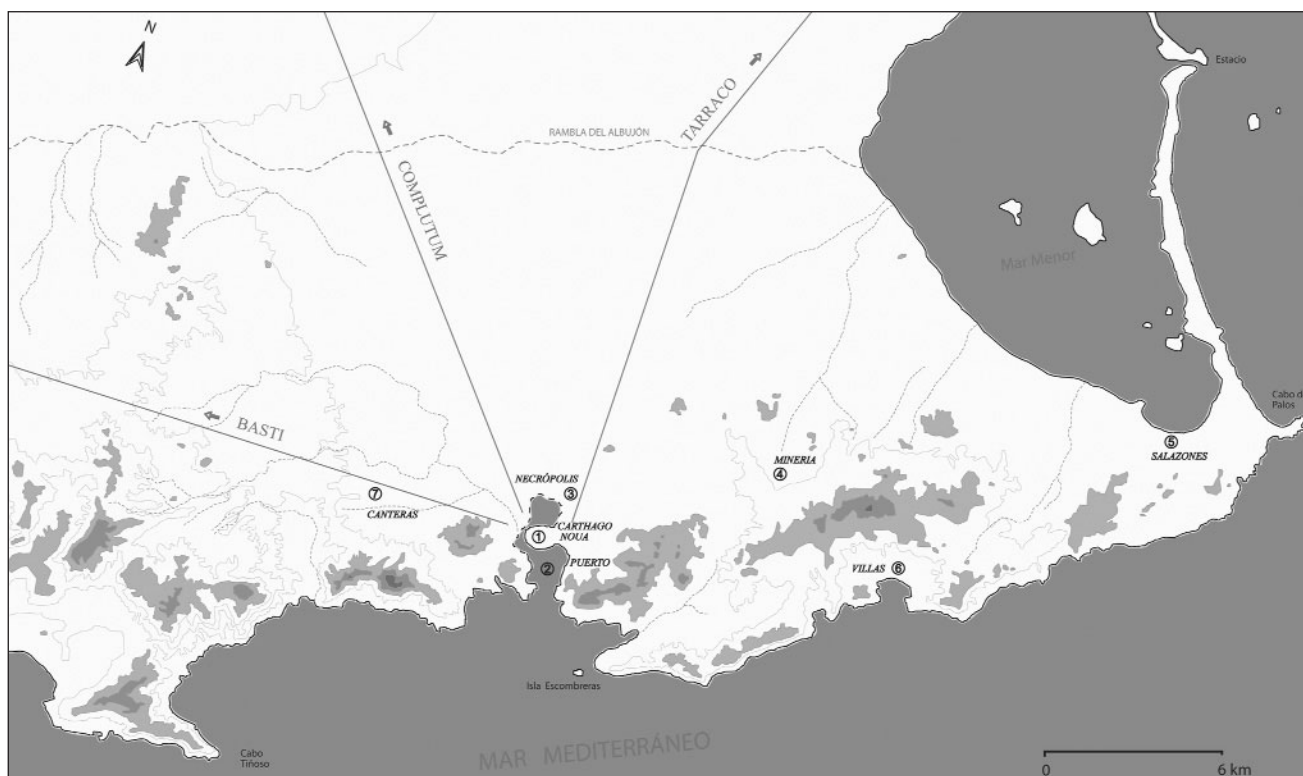 N
Estacio
TARRACO
RAMBLA DEL ALBUJÓN
COMPLUTUM
Mar Menor
Cabo de
Palos
BASTI
⑤
SALAZONES
MINERIA
④
NECRÓPOLIS
③
⑦
CANTERAS
CARTHAGO
NOUA
①
PUERTO
②
VILLAS ⑥
Isla Escombreras
Cabo
Tiñoso
MAR MEDITERRÁNEO
0 6 km